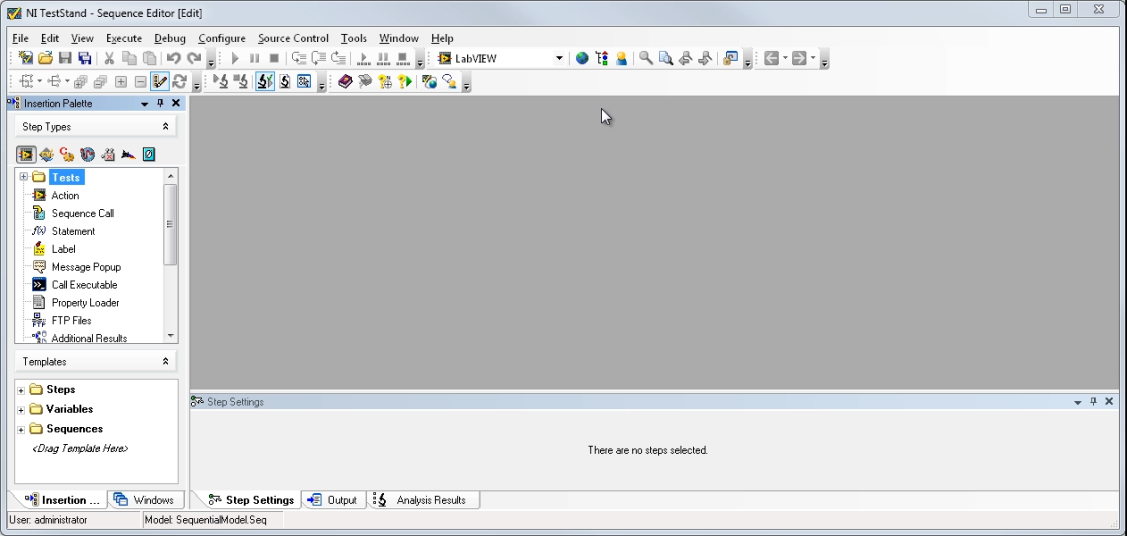 NI TestStand - Sequence Editor [Edit]
File Edit View Execute Debug Configure Source Control Tools Window Help
LabVIEW
Insertion Palette
Step Types
Tests
Action
Sequence Call
Statement
Label
Message Popup
Call Executable
Property Loader
FTP Files
Additional Results
Templates
Steps
Variables
Sequences
<Drag Template Here>
Step Settings
There are no steps selected.
Insertion ... Windows Step Settings Output Analysis Results
User: administrator Model: SequentialModel.Seq